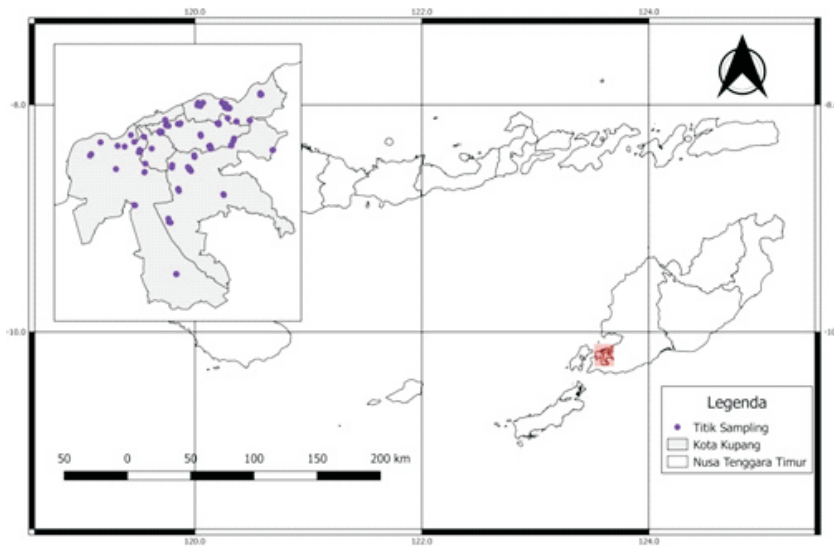 120.0 122.0 124.0
-8.0 -8.0
-10.0 -10
Legenda
Titik Sampling
Kota Kupang
Nusa Tenggara Timur
50 0 50 100 150 200 km
120.0 122.0 124.0